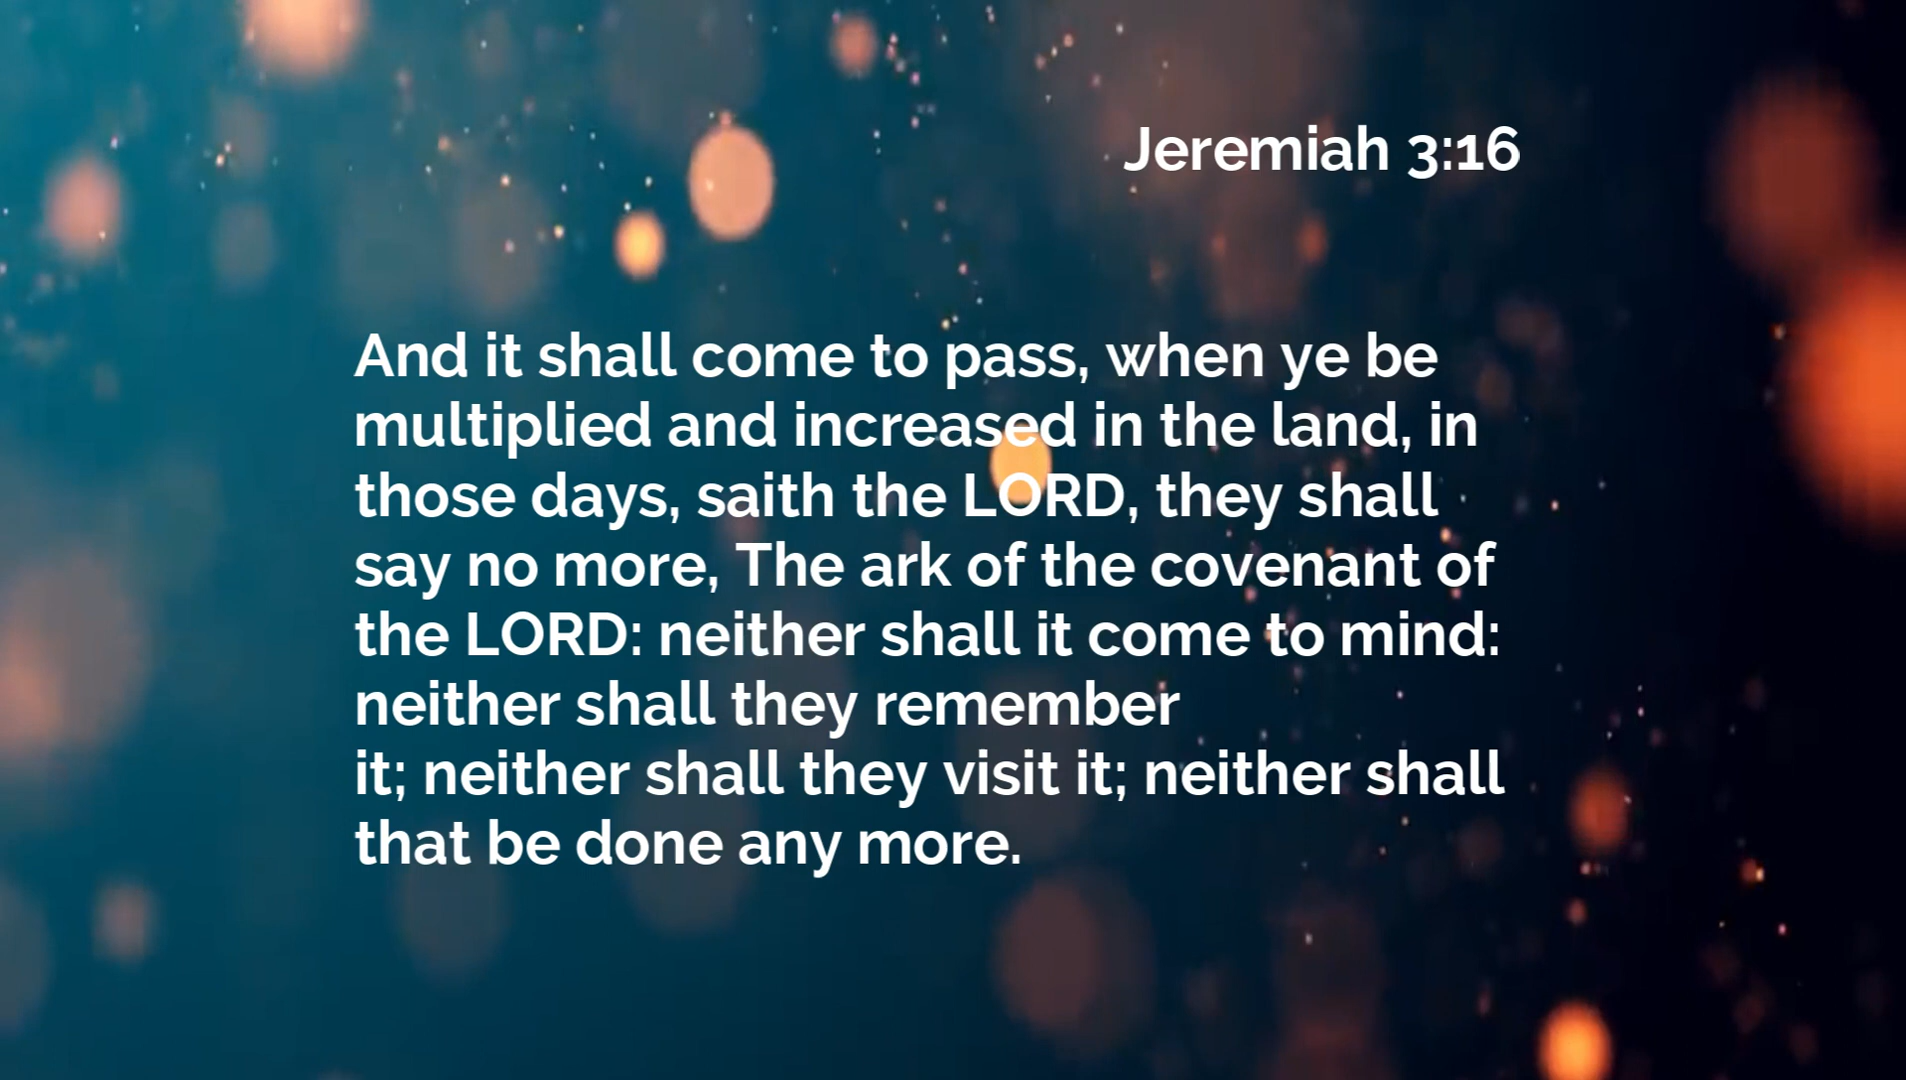 Jeremiah 3:16
And it shall come to pass, when ye be
multiplied and increased in the land, in
those days, saith the LORD, they shall
say no more, The ark of the covenant of
the LORD: neither shall it come to mind:
neither shall they remember
it; neither shall they visit it; neither shall
that be done any more.